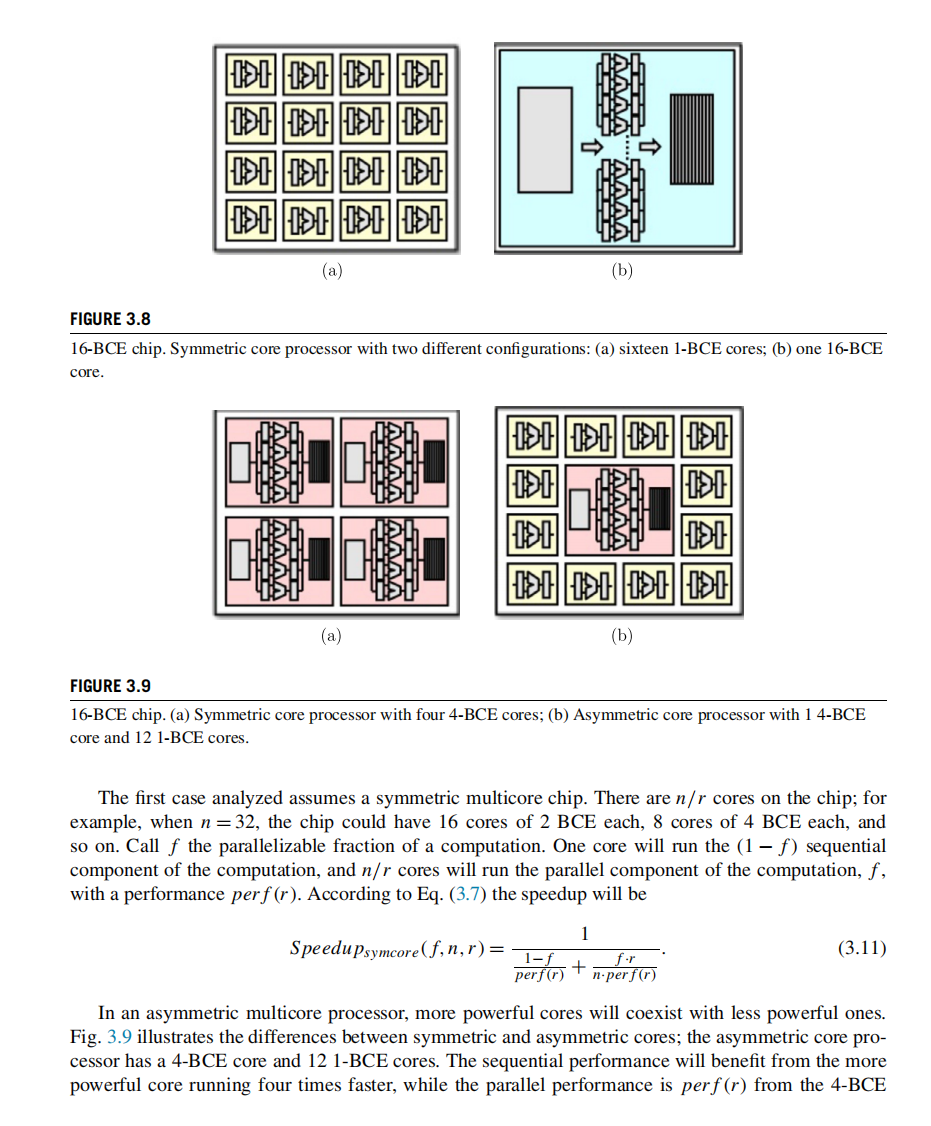 (a)
(b)
FIGURE 3.8
16-BCE chip. Symmetric core processor with two different configurations: (a) sixteen 1-BCE cores; (b) one 16-BCE
core.
(a)
(b)
FIGURE 3.9
16-BCE chip. (a) Symmetric core processor with four 4-BCE cores; (b) Asymmetric core processor with 1 4-BCE
core and 12 1-BCE cores.
The first case analyzed assumes a symmetric multicore chip. There are n/r cores on the chip; for
example, when n = 32, the chip could have 16 cores of 2 BCE each, 8 cores of 4 BCE each, and
so on. Call f the parallelizable fraction of a computation. One core will run the (1 − f) sequential
component of the computation, and n/r cores will run the parallel component of the computation, f,
with a performance perf(r). According to Eq. (3.7) the speedup will be
Speedup_symcore(f, n, r) = 1 / ((1−f)/perf(r) + (f·r)/(n·perf(r))). (3.11)
In an asymmetric multicore processor, more powerful cores will coexist with less powerful ones.
Fig. 3.9 illustrates the differences between symmetric and asymmetric cores; the asymmetric core pro-
cessor has a 4-BCE core and 12 1-BCE cores. The sequential performance will benefit from the more
powerful core running four times faster, while the parallel performance is perf(r) from the 4-BCE